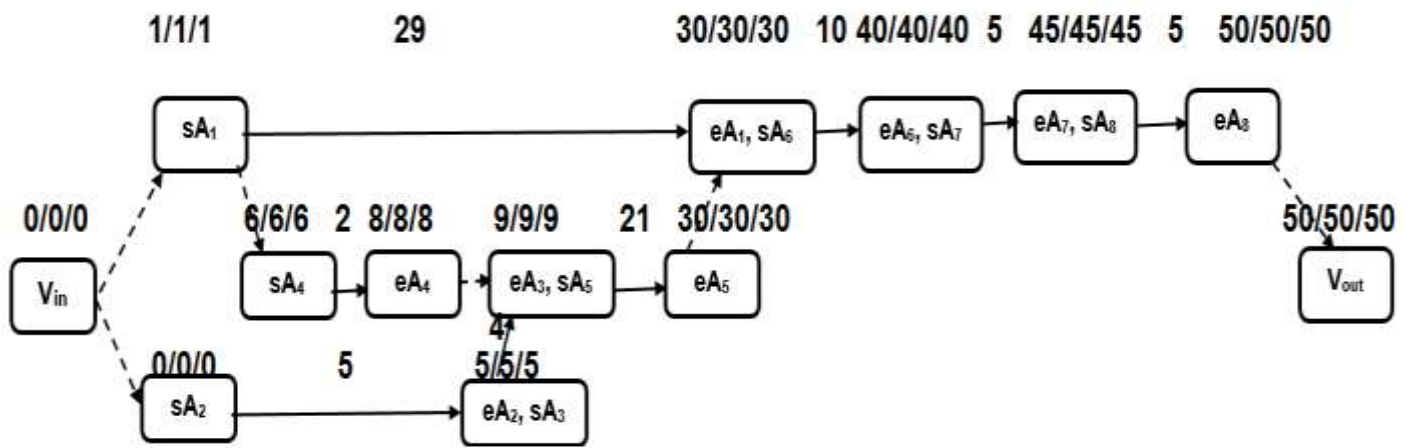 1/1/1 29 30/30/30 10 40/40/40 5 45/45/45 5 50/50/50
sA₁ eA₁, sA₆ eA₆, sA₇ eA₇, sA₈ eA₈
0/0/0 6/6/6 2 8/8/8 9/9/9 21 30/30/30 50/50/50
V_in sA₄ eA₄ eA₃, sA₅ eA₅ V_out
4
0/0/0 5 5/5/5
sA₂ eA₂, sA₃